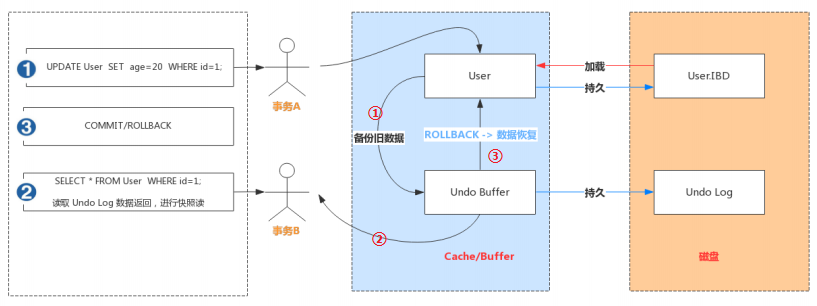 1
UPDATE User SET age=20 WHERE id=1;
事务A
3
COMMIT/ROLLBACK
2
SELECT * FROM User WHERE id=1;
读取 Undo Log 数据返回，进行快照读
事务B
User
①
备份旧数据
ROLLBACK -> 数据恢复
③
Undo Buffer
②
Cache/Buffer
加载
持久
User.IBD
持久
Undo Log
磁盘